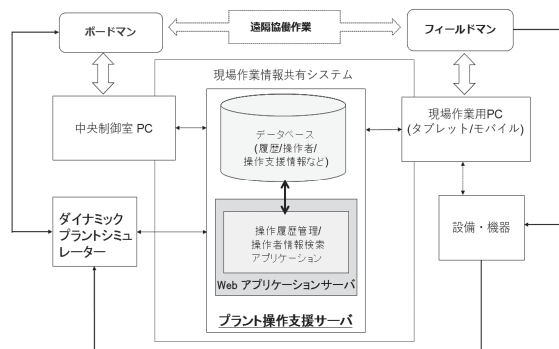 ボードマン
遠隔協働作業
フィールドマン
現場作業情報共有システム
中央制御室 PC
データベース
(履歴/操作者/
操作支援情報など)
現場作業用PC
(タブレット/モバイル)
ダイナミック
プラントシミュ
レーター
操作履歴管理/
操作者情報検索
アプリケーション
Web アプリケーションサーバ
設備・機器
プラント操作支援サーバ